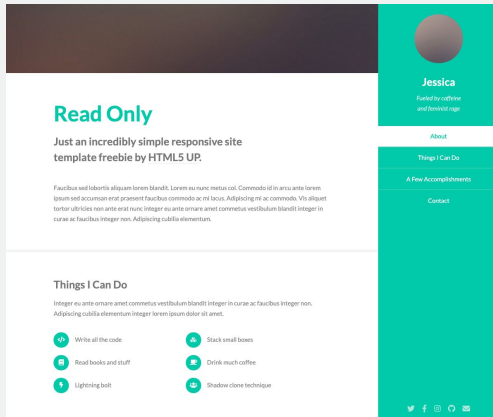 Read Only
Just an incredibly simple responsive site
template freebie by HTML5 UP.
Faucibus sed lobortis aliquam lorem blandit. Lorem eu nunc metus col. Commodo id in arcu ante lorem
ipsum sed accumsan erat praesent faucibus commodo ac mi lacus. Adipiscing mi ac commodo. Vis aliquet
tortor ultricies non ante erat nunc integer eu ante ornare amet commetus vestibulum blandit integer in
curae ac faucibus integer non. Adipiscing cubilia elementum.
Things I Can Do
Integer eu ante ornare amet commetus vestibulum blandit integer in curae ac faucibus integer non.
Adipiscing cubilia elementum integer lorem ipsum dolor sit amet.
Write all the code
Stack small boxes
Read books and stuff
Drink much coffee
Lightning bolt
Shadow clone technique
Jessica
Fueled by caffeine
and feminist rage
About
Things I Can Do
A Few Accomplishments
Contact